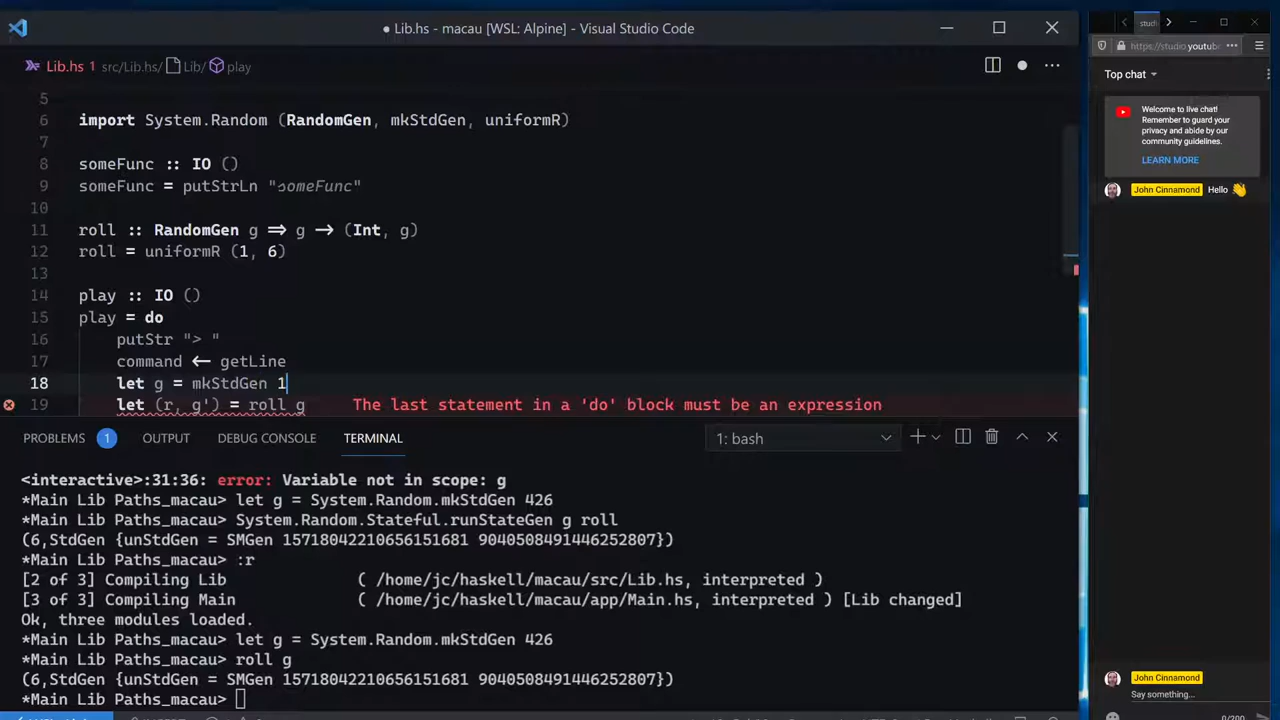 ● Lib.hs - macau [WSL: Alpine] - Visual Studio Code
Lib.hs 1 src/Lib.hs/ Lib/ play
5
6 import System.Random (RandomGen, mkStdGen, uniformR)
7
8 someFunc :: IO ()
9 someFunc = putStrLn "someFunc"
10
11 roll :: RandomGen g ⇒ g → (Int, g)
12 roll = uniformR (1, 6)
13
14 play :: IO ()
15 play = do
16 putStr "> "
17 command ← getLine
18 let g = mkStdGen 1
19 let (r, g') = roll g The last statement in a 'do' block must be an expression
PROBLEMS 1 OUTPUT DEBUG CONSOLE TERMINAL 1: bash
<interactive>:31:36: error: Variable not in scope: g
*Main Lib Paths_macau> let g = System.Random.mkStdGen 426
*Main Lib Paths_macau> System.Random.Stateful.runStateGen g roll
(6,StdGen {unStdGen = SMGen 15718042210656151681 9040508491446252807})
*Main Lib Paths_macau> :r
[2 of 3] Compiling Lib ( /home/jc/haskell/macau/src/Lib.hs, interpreted )
[3 of 3] Compiling Main ( /home/jc/haskell/macau/app/Main.hs, interpreted ) [Lib changed]
Ok, three modules loaded.
*Main Lib Paths_macau> let g = System.Random.mkStdGen 426
*Main Lib Paths_macau> roll g
(6,StdGen {unStdGen = SMGen 15718042210656151681 9040508491446252807})
*Main Lib Paths_macau>
studi
https://studio.youtube
Top chat
Welcome to live chat!
Remember to guard your
privacy and abide by our
community guidelines.
LEARN MORE
John Cinnamond Hello 👋
John Cinnamond
Say something...
0/200